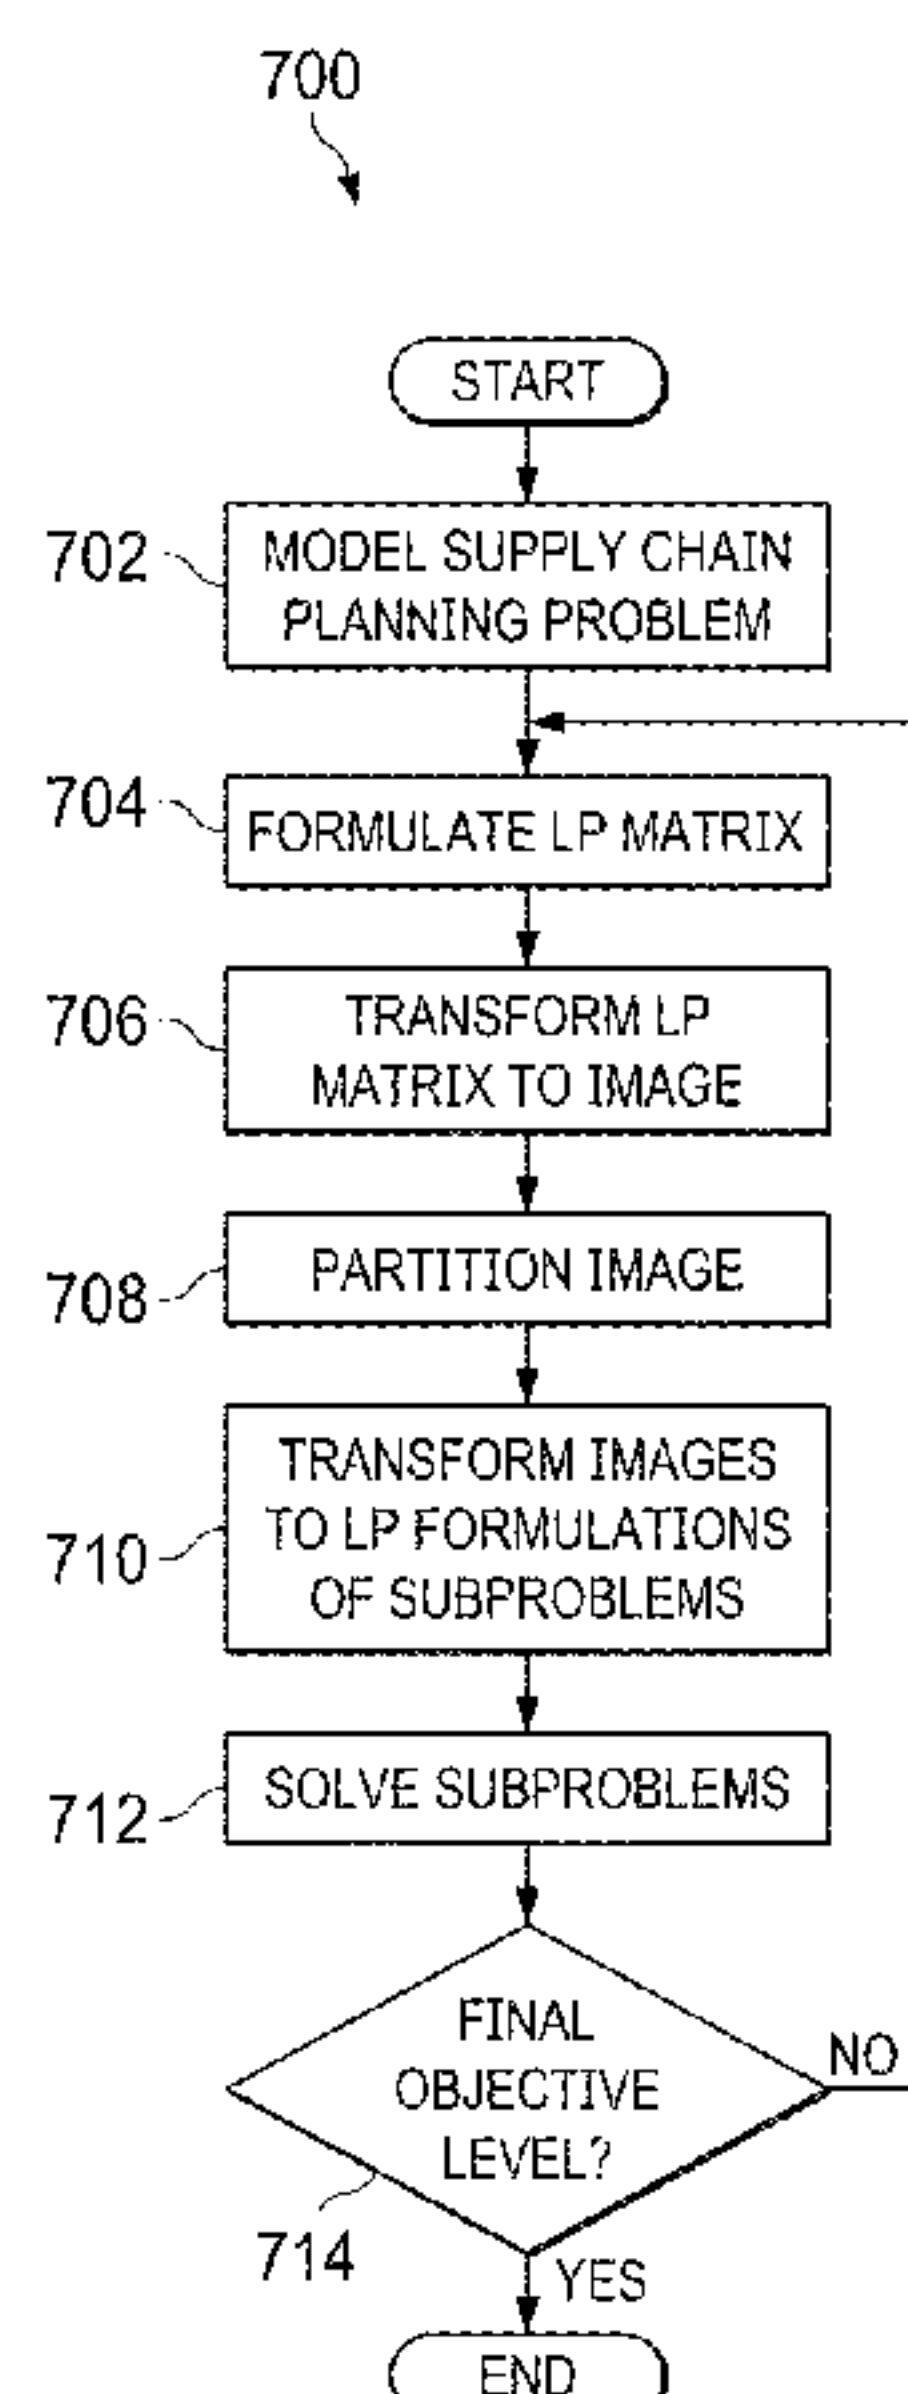 700
START
702
MODEL SUPPLY CHAIN
PLANNING PROBLEM
704
FORMULATE LP MATRIX
706
TRANSFORM LP
MATRIX TO IMAGE
708
PARTITION IMAGE
710
TRANSFORM IMAGES
TO LP FORMULATIONS
OF SUBPROBLEMS
712
SOLVE SUBPROBLEMS
FINAL
OBJECTIVE
LEVEL?
NO
714
YES
END